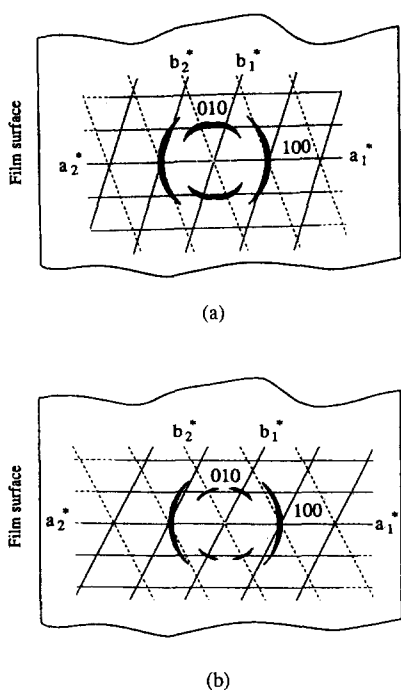 b₂* b₁*
010
100
a₂* a₁*
Film surface
(a)
b₂* b₁*
010
100
a₂* a₁*
Film surface
(b)